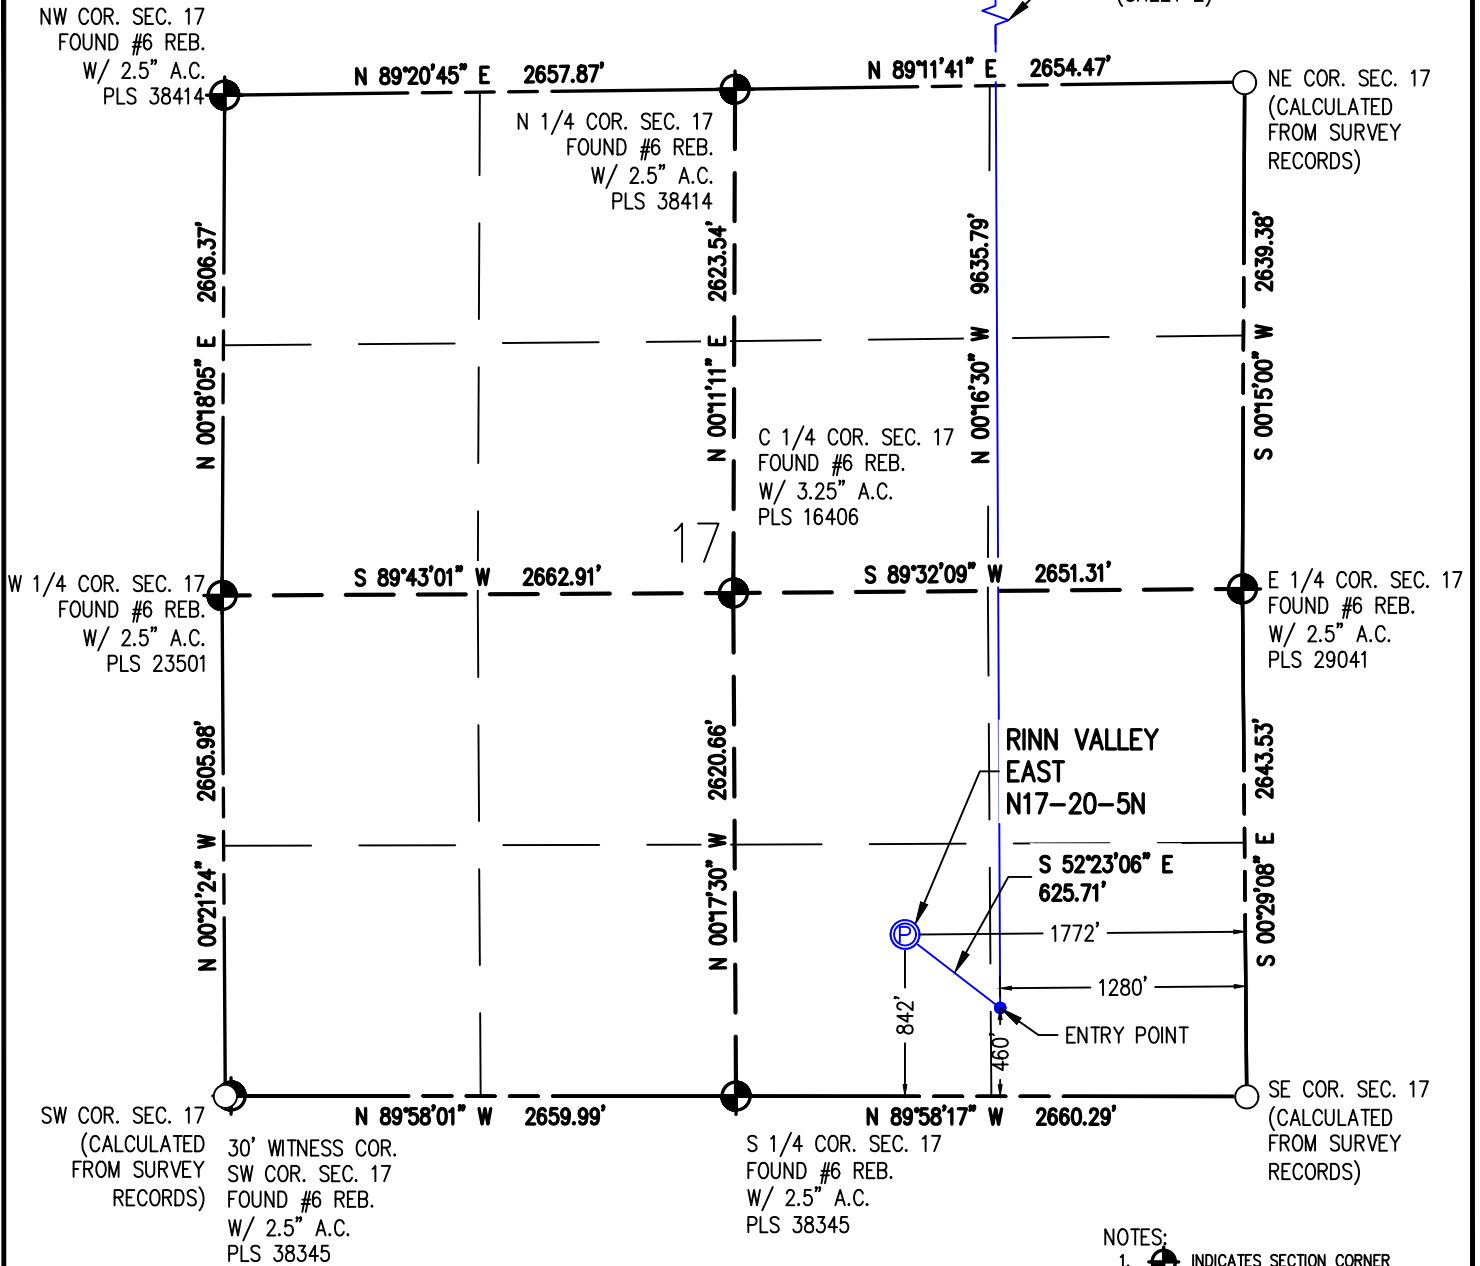 (SHEET 2)
NW COR. SEC. 17
FOUND #6 REB.
W/ 2.5" A.C.
PLS 38414
N 89°20'45" E 2657.87'
N 89°11'41" E 2654.47'
NE COR. SEC. 17
(CALCULATED
FROM SURVEY
RECORDS)
N 1/4 COR. SEC. 17
FOUND #6 REB.
W/ 2.5" A.C.
PLS 38414
N 00°18'05" E 2606.37'
N 00°11'11" E 2623.54'
N 00°16'30" W 9635.79'
S 00°15'00" W 2639.38'
C 1/4 COR. SEC. 17
FOUND #6 REB.
W/ 3.25" A.C.
PLS 16406
17
W 1/4 COR. SEC. 17
FOUND #6 REB.
W/ 2.5" A.C.
PLS 23501
S 89°43'01" W 2662.91'
S 89°32'09" W 2651.31'
E 1/4 COR. SEC. 17
FOUND #6 REB.
W/ 2.5" A.C.
PLS 29041
N 00°21'24" W 2605.98'
N 00°17'30" W 2620.66'
RINN VALLEY
EAST
N17-20-5N
S 52°23'06" E
625.71'
S 00°29'08" E 2643.53'
P
1772'
1280'
842'
460'
ENTRY POINT
SW COR. SEC. 17
(CALCULATED
FROM SURVEY
RECORDS)
N 89°58'01" W 2659.99'
N 89°58'17" W 2660.29'
SE COR. SEC. 17
(CALCULATED
FROM SURVEY
RECORDS)
30' WITNESS COR.
SW COR. SEC. 17
FOUND #6 REB.
W/ 2.5" A.C.
PLS 38345
S 1/4 COR. SEC. 17
FOUND #6 REB.
W/ 2.5" A.C.
PLS 38345
NOTES:
1. INDICATES SECTION CORNER